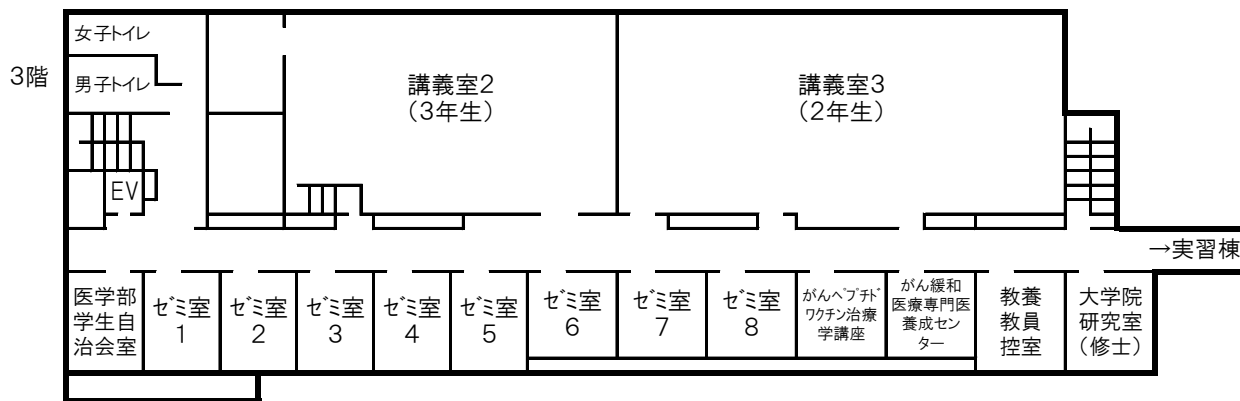 3階
女子トイレ
男子トイレ
EV
講義室2
（3年生）
講義室3
（2年生）
→実習棟
医学部
学生自
治会室
ゼミ室
1
ゼミ室
2
ゼミ室
3
ゼミ室
4
ゼミ室
5
ゼミ室
6
ゼミ室
7
ゼミ室
8
がんペプチド
ワクチン治療
学講座
がん緩和
医療専門医
養成セン
ター
教養
教員
控室
大学院
研究室
（修士）